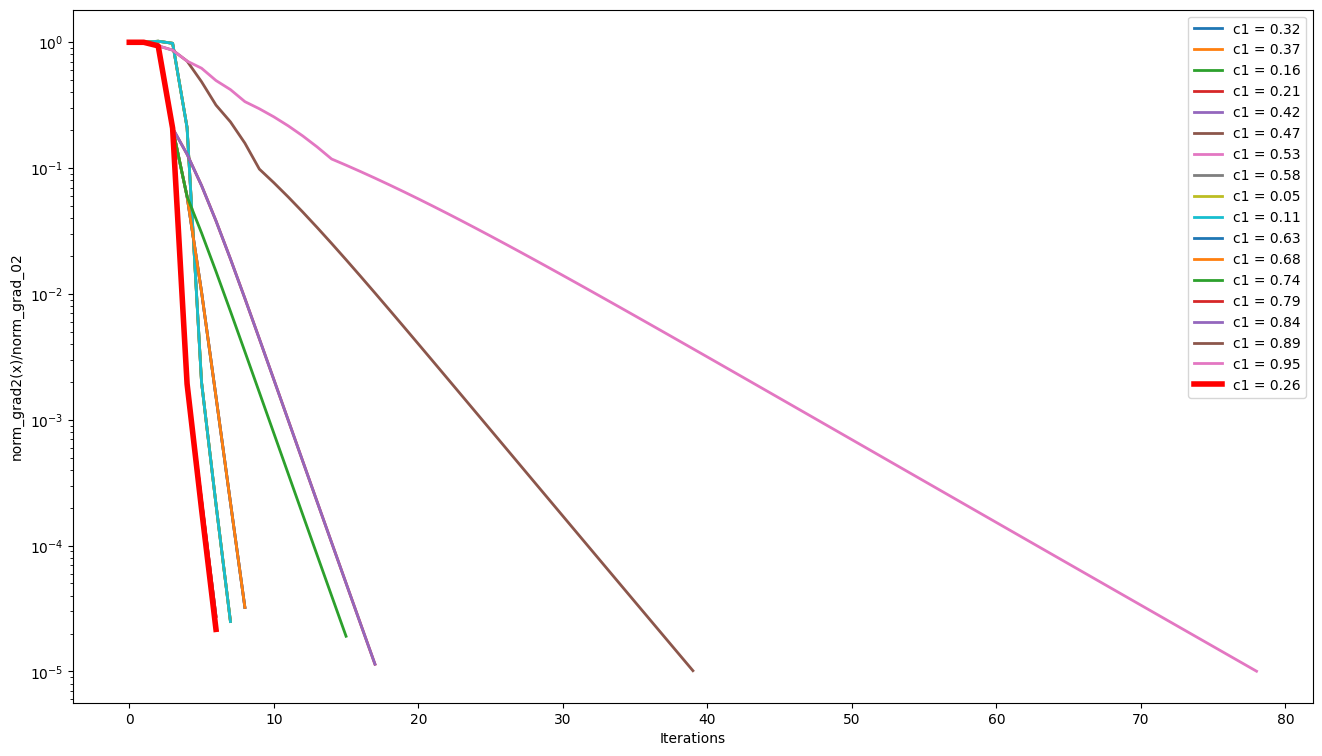 10⁰
10⁻¹
10⁻²
10⁻³
10⁻⁴
10⁻⁵
norm_grad2(x)/norm_grad_02
0 10 20 30 40 50 60 70 80
Iterations
c1 = 0.32
c1 = 0.37
c1 = 0.16
c1 = 0.21
c1 = 0.42
c1 = 0.47
c1 = 0.53
c1 = 0.58
c1 = 0.05
c1 = 0.11
c1 = 0.63
c1 = 0.68
c1 = 0.74
c1 = 0.79
c1 = 0.84
c1 = 0.89
c1 = 0.95
c1 = 0.26